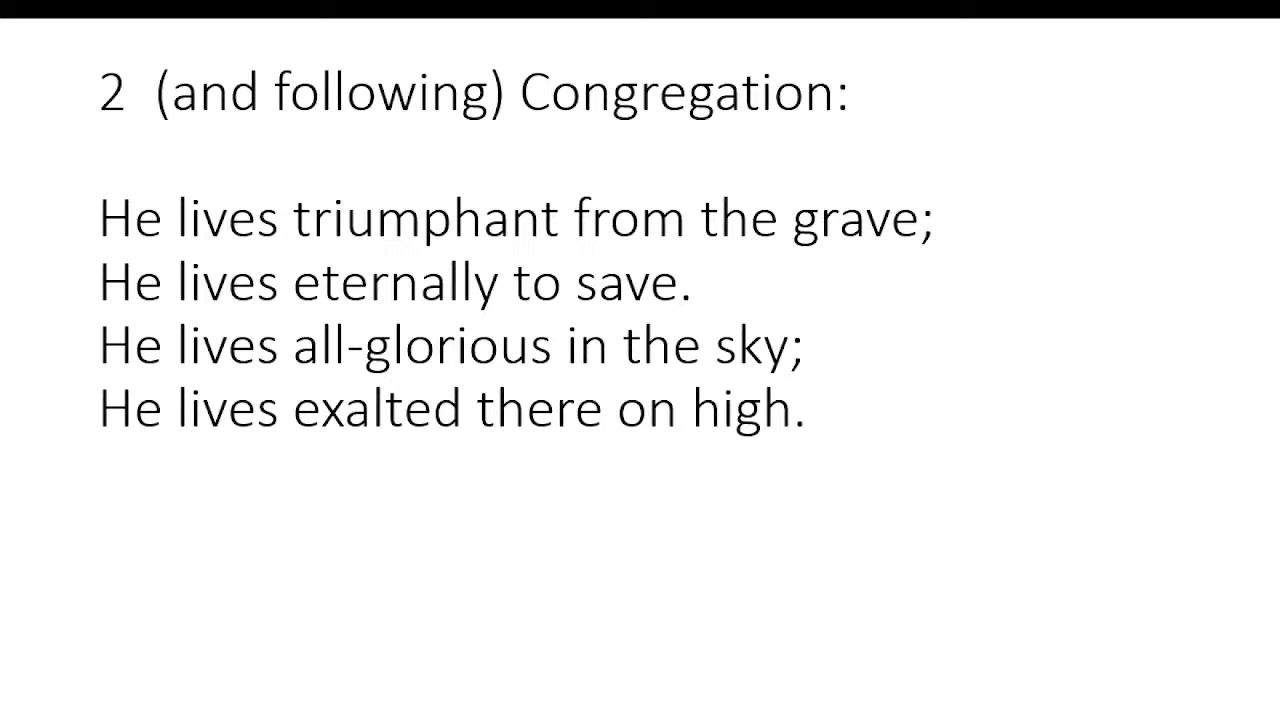 2  (and following) Congregation:
He lives triumphant from the grave;
He lives eternally to save.
He lives all-glorious in the sky;
He lives exalted there on high.